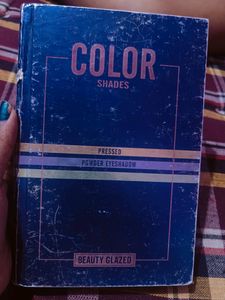 COLOR
SHADES
PRESSED
POWDER EYESHADOW
BEAUTY GLAZED